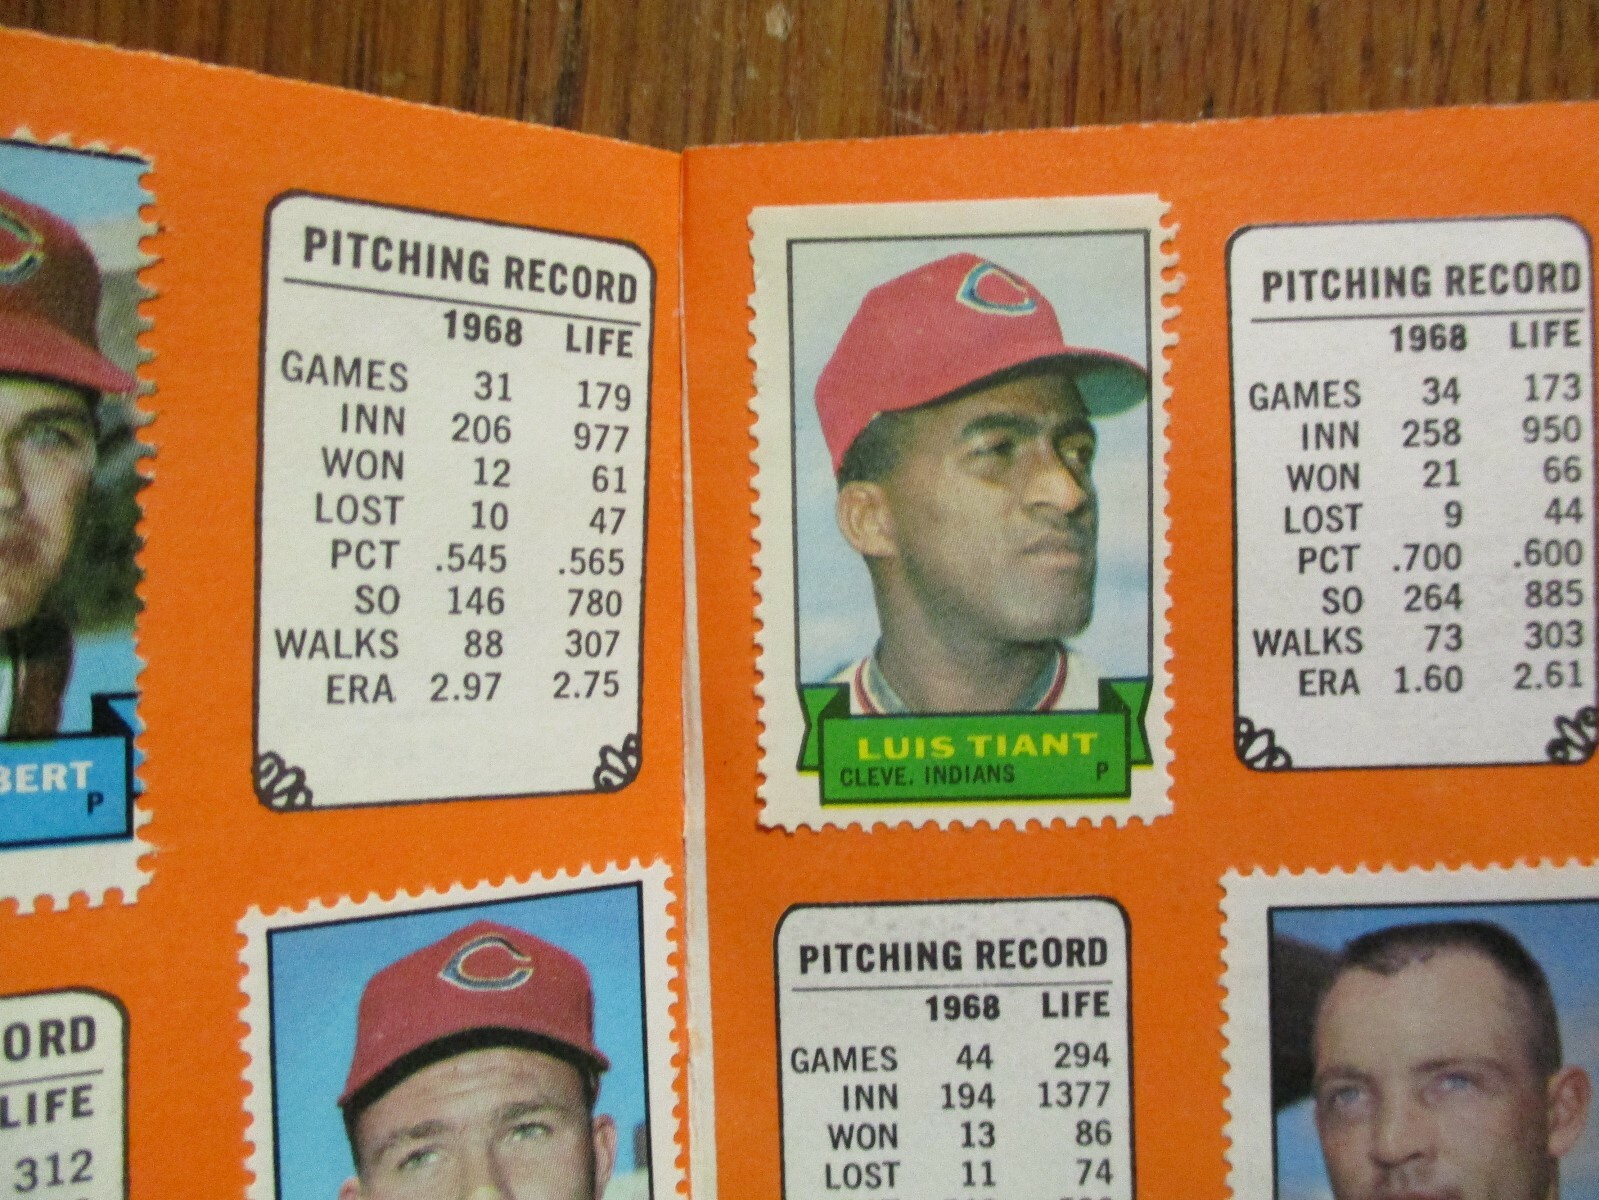 PITCHING RECORD
1968 LIFE
GAMES 31 179
INN 206 977
WON 12 61
LOST 10 47
PCT .545 .565
SO 146 780
WALKS 88 307
ERA 2.97 2.75
BERT
P
LUIS TIANT
CLEVE. INDIANS P
PITCHING RECORD
1968 LIFE
GAMES 34 173
INN 258 950
WON 21 66
LOST 9 44
PCT .700 .600
SO 264 885
WALKS 73 303
ERA 1.60 2.61
ORD
LIFE
312
PITCHING RECORD
1968 LIFE
GAMES 44 294
INN 194 1377
WON 13 86
LOST 11 74